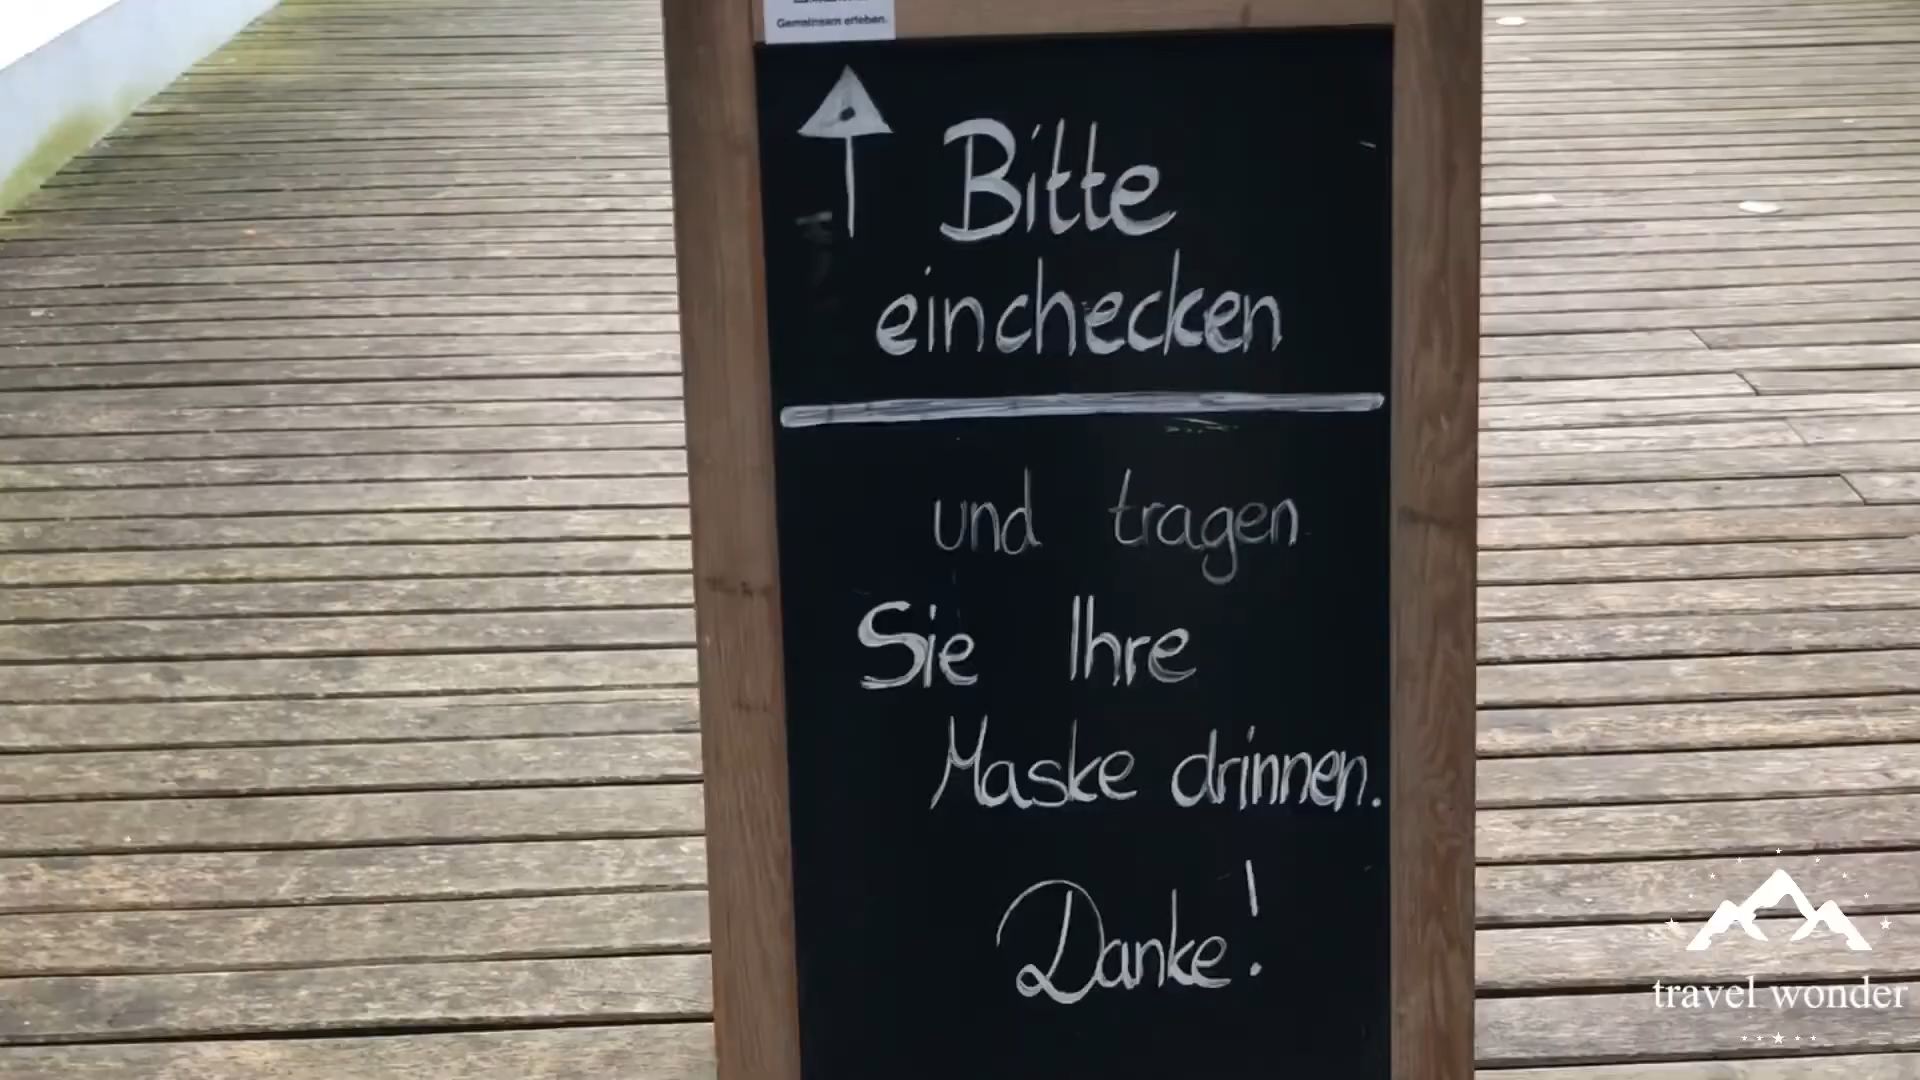 Gemeinsam erleben.
Bitte
einchecken
und tragen
Sie Ihre
Maske drinnen.
Danke!
travel wonder